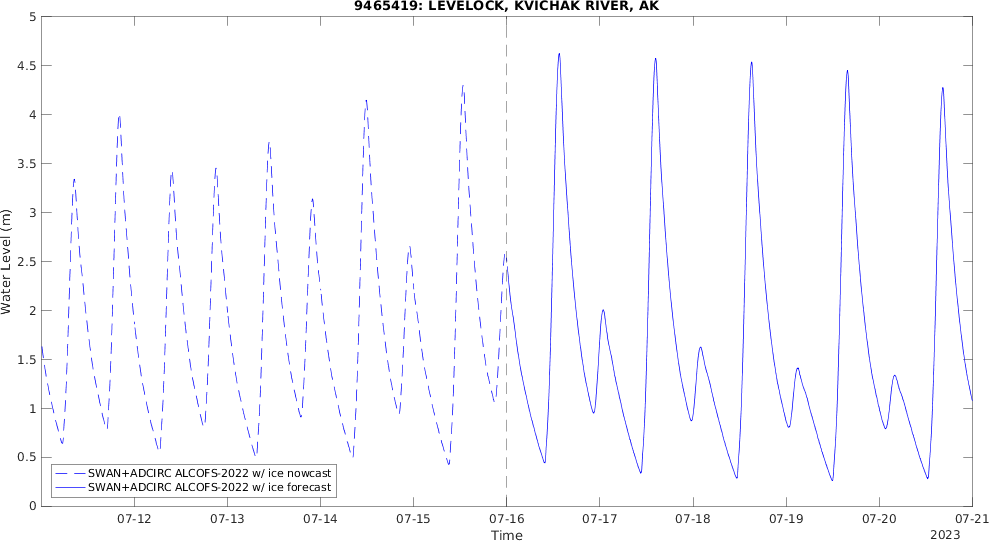 9465419: LEVELOCK, KVICHAK RIVER, AK
5
4.5
4
3.5
3
2.5
2
1.5
1
0.5
0
Water Level (m)
SWAN+ADCIRC ALCOFS-2022 w/ ice nowcast
SWAN+ADCIRC ALCOFS-2022 w/ ice forecast
07-12 07-13 07-14 07-15 07-16 07-17 07-18 07-19 07-20 07-21
Time
2023